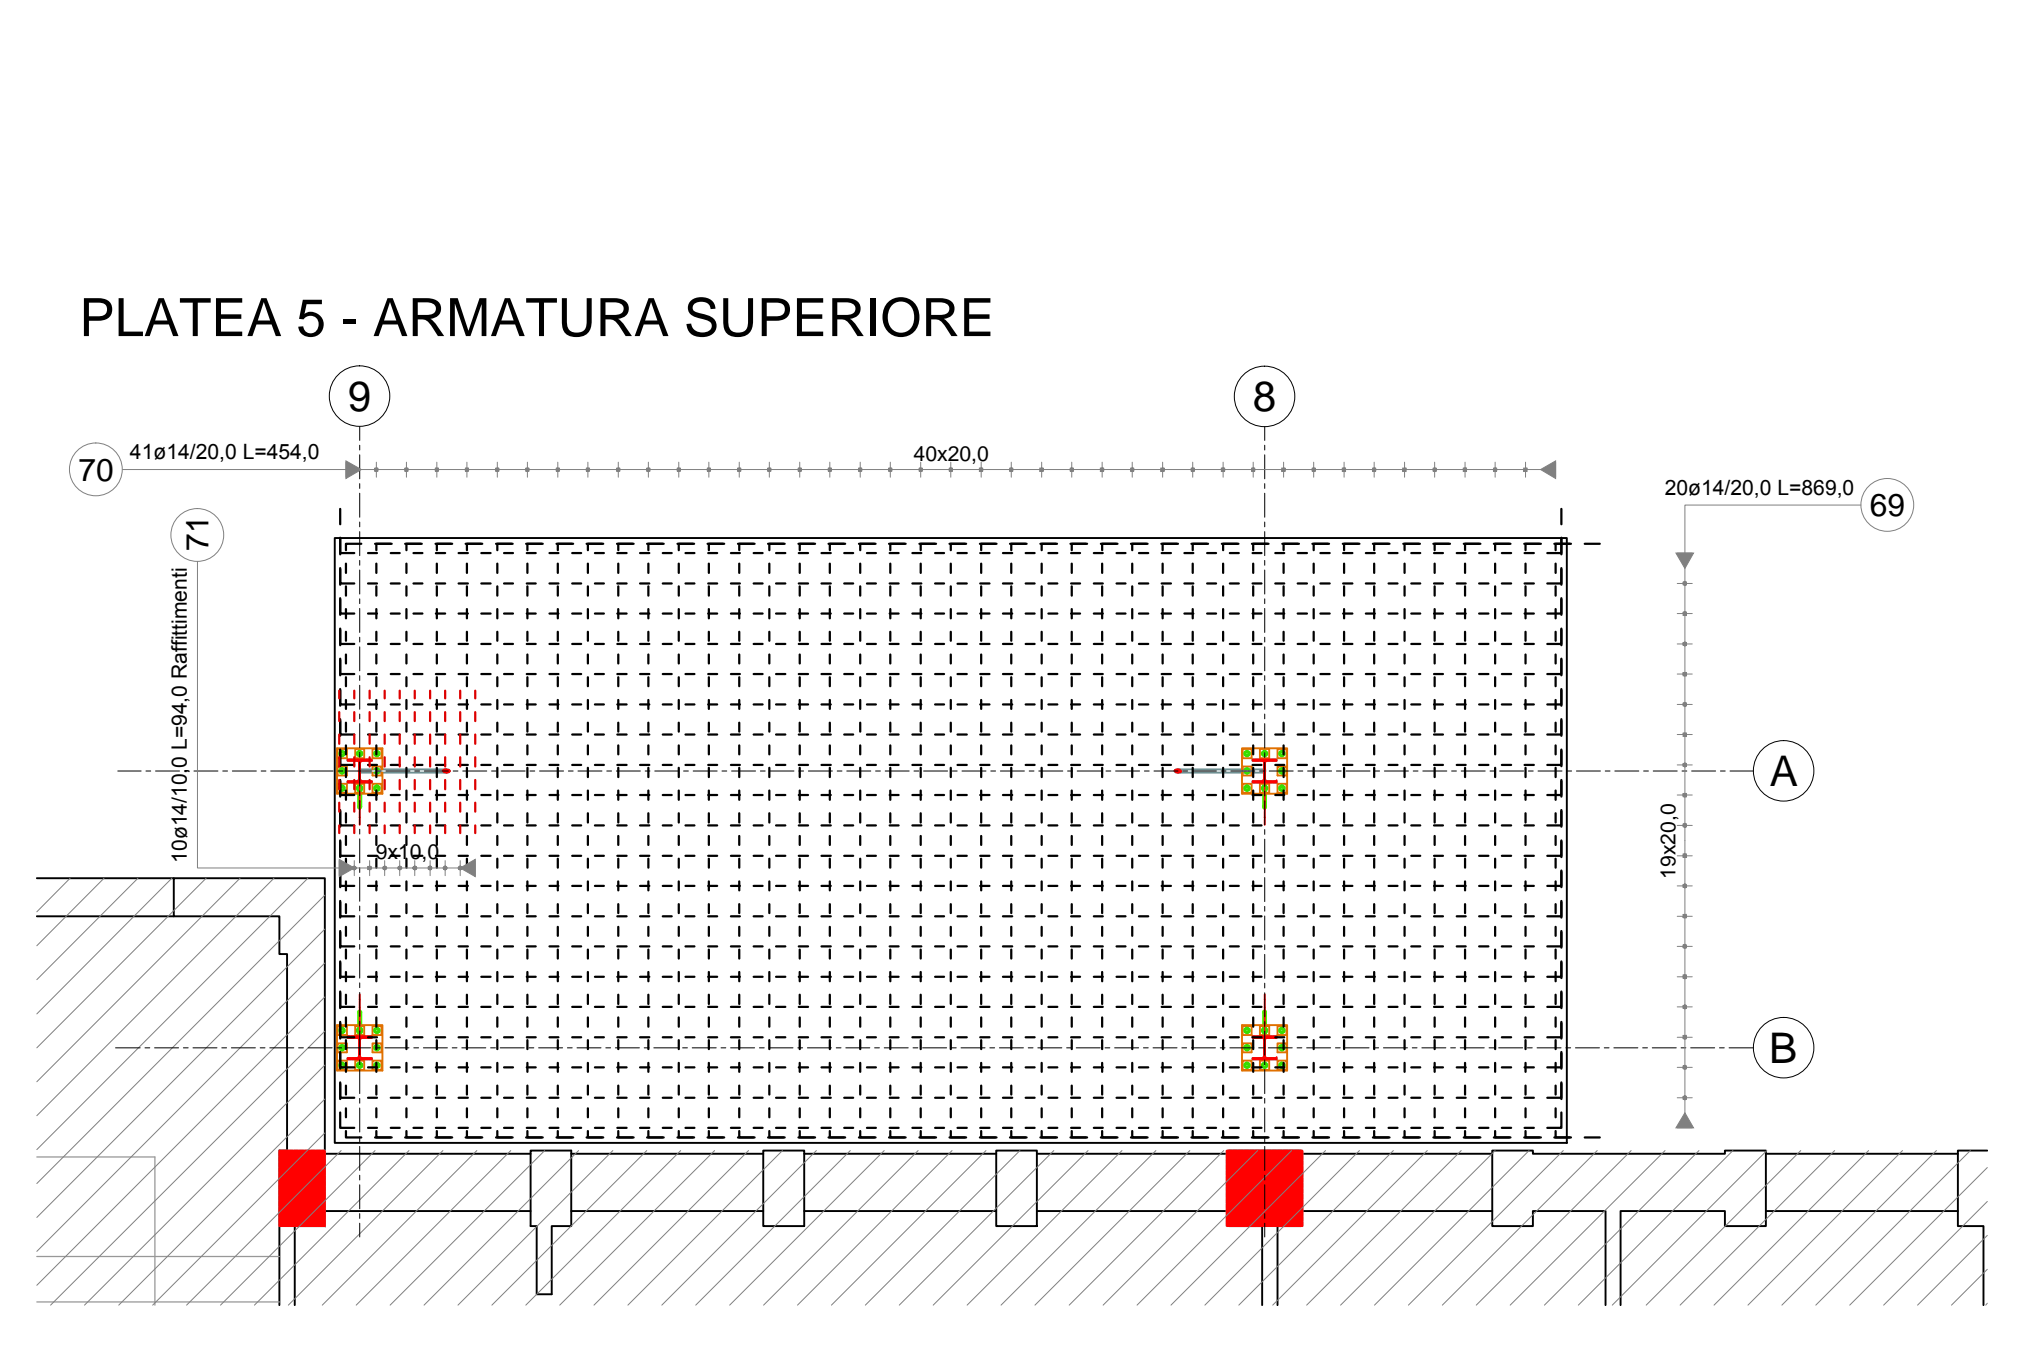 PLATEA 5 - ARMATURA SUPERIORE
9
8
70
41ø14/20,0 L=454,0
40x20,0
20ø14/20,0 L=869,0
69
71
10ø14/10,0 L=94,0 Raffittimenti
9x10,0
A
19x20,0
B